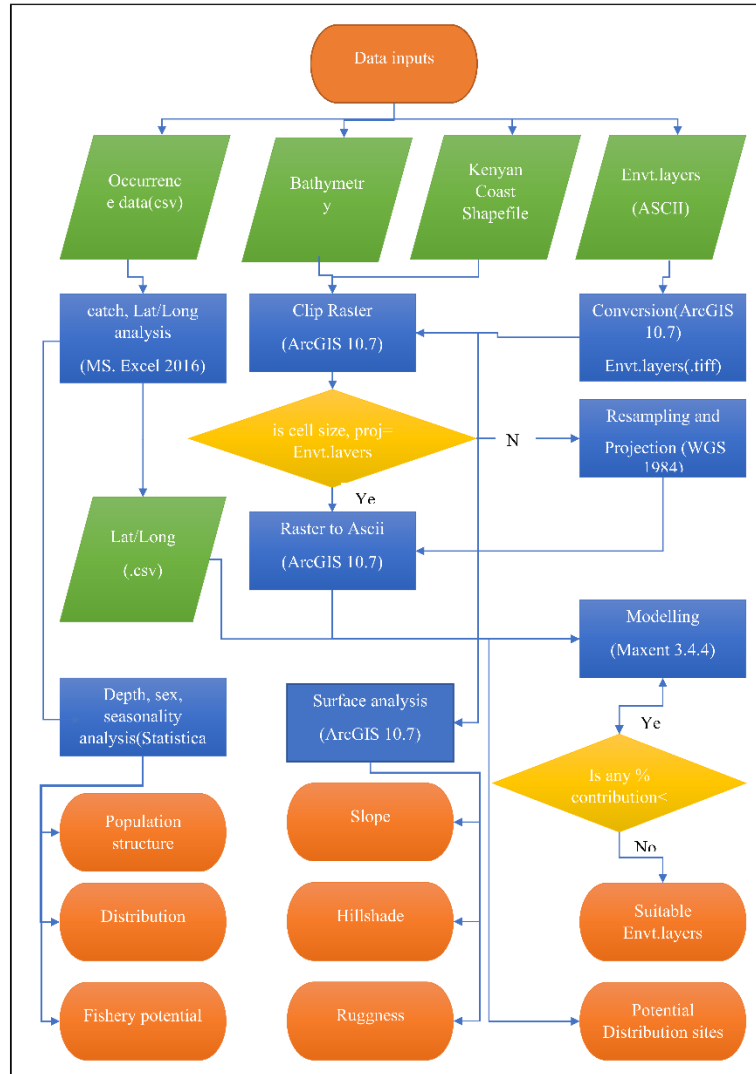 Data inputs
Occurrenc
e data(csv)
Bathymetr
y
Kenyan
Coast
Shapefile
Envt.layers
(ASCII)
catch, Lat/Long
analysis
(MS. Excel 2016)
Clip Raster
(ArcGIS 10.7)
Conversion(ArcGIS
10.7)
Envt.layers(.tiff)
is cell size, proj=
Envt.layers
N
Resampling and
Projection (WGS
1984)
Ye
Lat/Long
(.csv)
Raster to Ascii
(ArcGIS 10.7)
Modelling
(Maxent 3.4.4)
Depth, sex,
seasonality
analysis(Statistica
Surface analysis
(ArcGIS 10.7)
Ye
Is any %
contribution<
No
Population
structure
Slope
Distribution
Hillshade
Suitable
Envt.layers
Fishery potential
Ruggness
Potential
Distribution sites